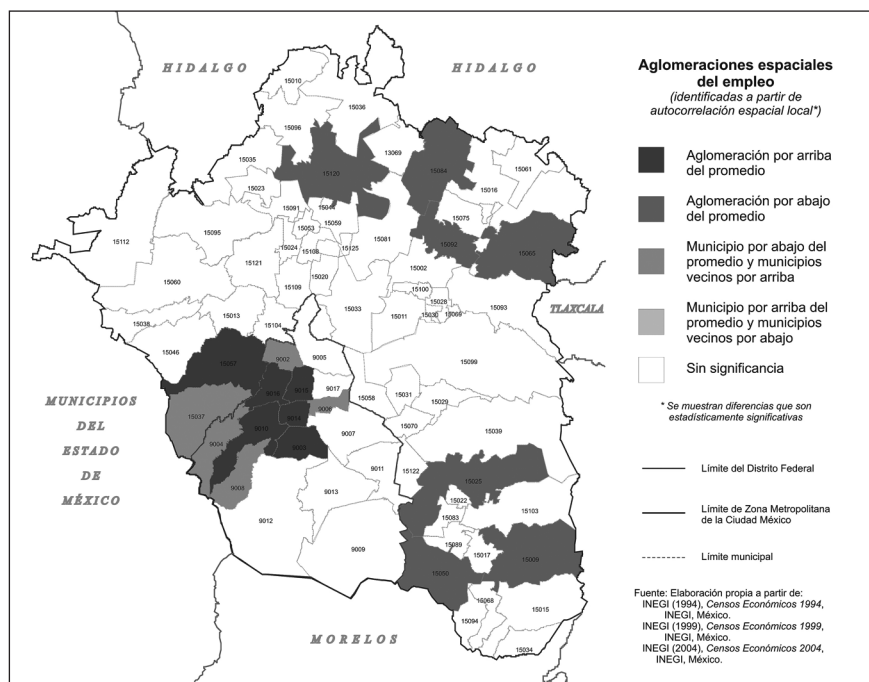 HIDALGO
HIDALGO
Aglomeraciones espaciales
del empleo
(identificadas a partir de
autocorrelación espacial local*)
Aglomeración por arriba
del promedio
Aglomeración por abajo
del promedio
Municipio por abajo del
promedio y municipios
vecinos por arriba
Municipio por arriba del
promedio y municipios
vecinos por abajo
Sin significancia
* Se muestran diferencias que son
estadísticamente significativas
Límite del Distrito Federal
Límite de Zona Metropolitana
de la Ciudad México
Límite municipal
Fuente: Elaboración propia a partir de:
INEGI (1994), Censos Económicos 1994,
INEGI, México.
INEGI (1999), Censos Económicos 1999,
INEGI, México.
INEGI (2004), Censos Económicos 2004,
INEGI, México.
TLAXCALA
MUNICIPIOS
DEL
ESTADO
DE
MÉXICO
MORELOS
15010
15036
15096
13069
15035
15120
15084
15061
15016
15023
15091
15044
15059
15075
15053
15095
15112
15024
15108
15125
15081
15092
15065
15121
15002
15060
15109
15020
15100
15028
15093
15013
15033
15011
15030
15069
15038
15104
15046
15057
9002
9005
15099
9016
9015
9017
15058
15031
15037
9014
9006
15029
9010
15070
9004
9003
9007
15039
9011
15122
15025
9008
9013
15022
15103
9012
15083
9009
15089
15017
15009
15050
15068
15015
15094
15034